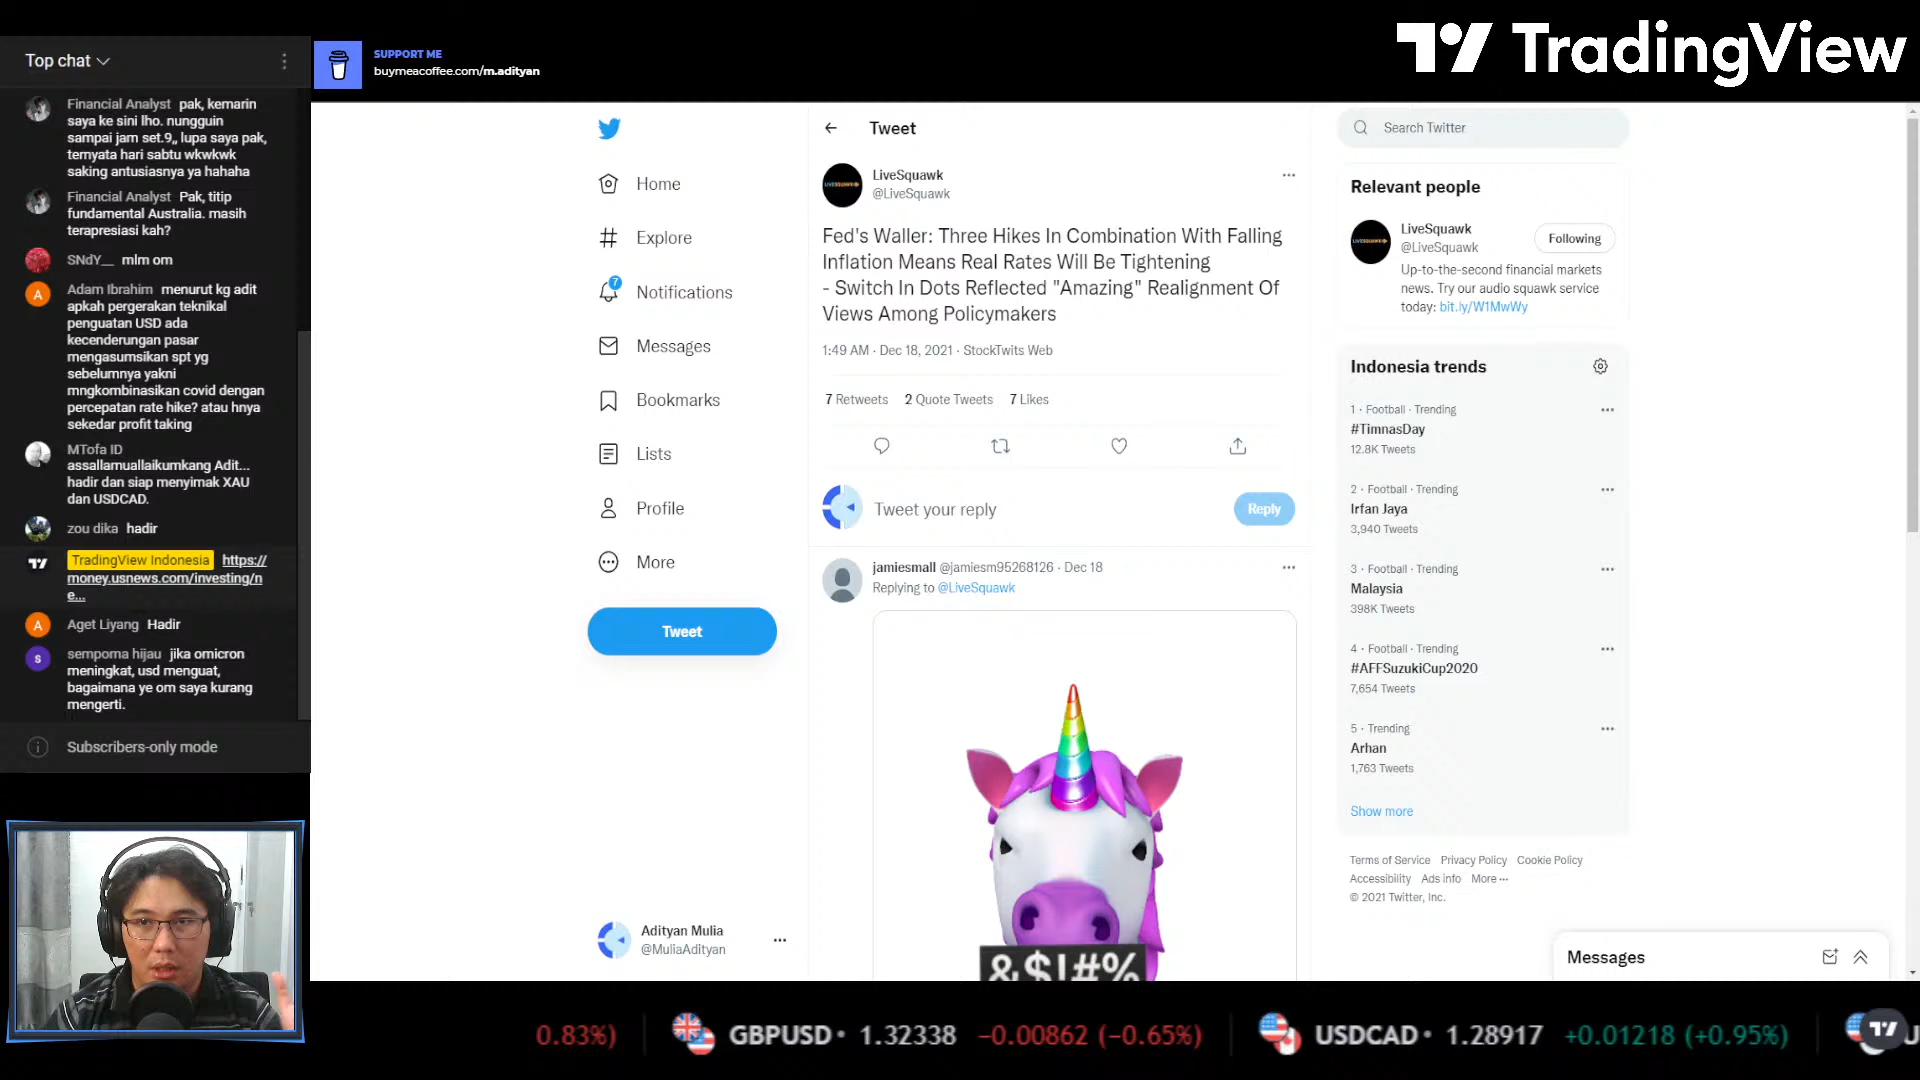 TradingView
Top chat
SUPPORT ME
buymeacoffee.com/m.adityan
Financial Analyst pak, kemarin
saya ke sini lho. nungguin
sampai jam set.9,, lupa saya pak,
ternyata hari sabtu wkwkwk
saking antusiasnya ya hahaha
Financial Analyst Pak, titip
fundamental Australia. masih
terapresiasi kah?
SNdY__ mlm om
Adam Ibrahim menurut kg adit
apkah pergerakan teknikal
penguatan USD ada
kecenderungan pasar
mengasumsikan spt yg
sebelumnya yakni
mngkombinasikan covid dengan
percepatan rate hike? atau hnya
sekedar profit taking
MTofa ID
assallamuallaikumkang Adit...
hadir dan siap menyimak XAU
dan USDCAD.
zou dika hadir
TradingView Indonesia https://
money.usnews.com/investing/n
e...
Aget Liyang Hadir
sempoma hijau jika omicron
meningkat, usd menguat,
bagaimana ye om saya kurang
mengerti.
Subscribers-only mode
Home
Explore
7
Notifications
Messages
Bookmarks
Lists
Profile
More
Tweet
Adityan Mulia
@MuliaAdityan
Tweet
LiveSquawk
@LiveSquawk
Fed's Waller: Three Hikes In Combination With Falling
Inflation Means Real Rates Will Be Tightening
- Switch In Dots Reflected "Amazing" Realignment Of
Views Among Policymakers
1:49 AM · Dec 18, 2021 · StockTwits Web
7 Retweets 2 Quote Tweets 7 Likes
Tweet your reply
Reply
jamiesmall @jamiesm95268126 · Dec 18
Replying to @LiveSquawk
&$!#%
Search Twitter
Relevant people
LiveSquawk
@LiveSquawk
Following
Up-to-the-second financial markets
news. Try our audio squawk service
today: bit.ly/W1MwWy
Indonesia trends
1 · Football · Trending
#TimnasDay
12.8K Tweets
2 · Football · Trending
Irfan Jaya
3,940 Tweets
3 · Football · Trending
Malaysia
398K Tweets
4 · Football · Trending
#AFFSuzukiCup2020
7,654 Tweets
5 · Trending
Arhan
1,763 Tweets
Show more
Terms of Service Privacy Policy Cookie Policy
Accessibility Ads info More ···
© 2021 Twitter, Inc.
Messages
0.83%) GBPUSD • 1.32338 −0.00862 (−0.65%) USDCAD • 1.28917 +0.01218 (+0.95%)